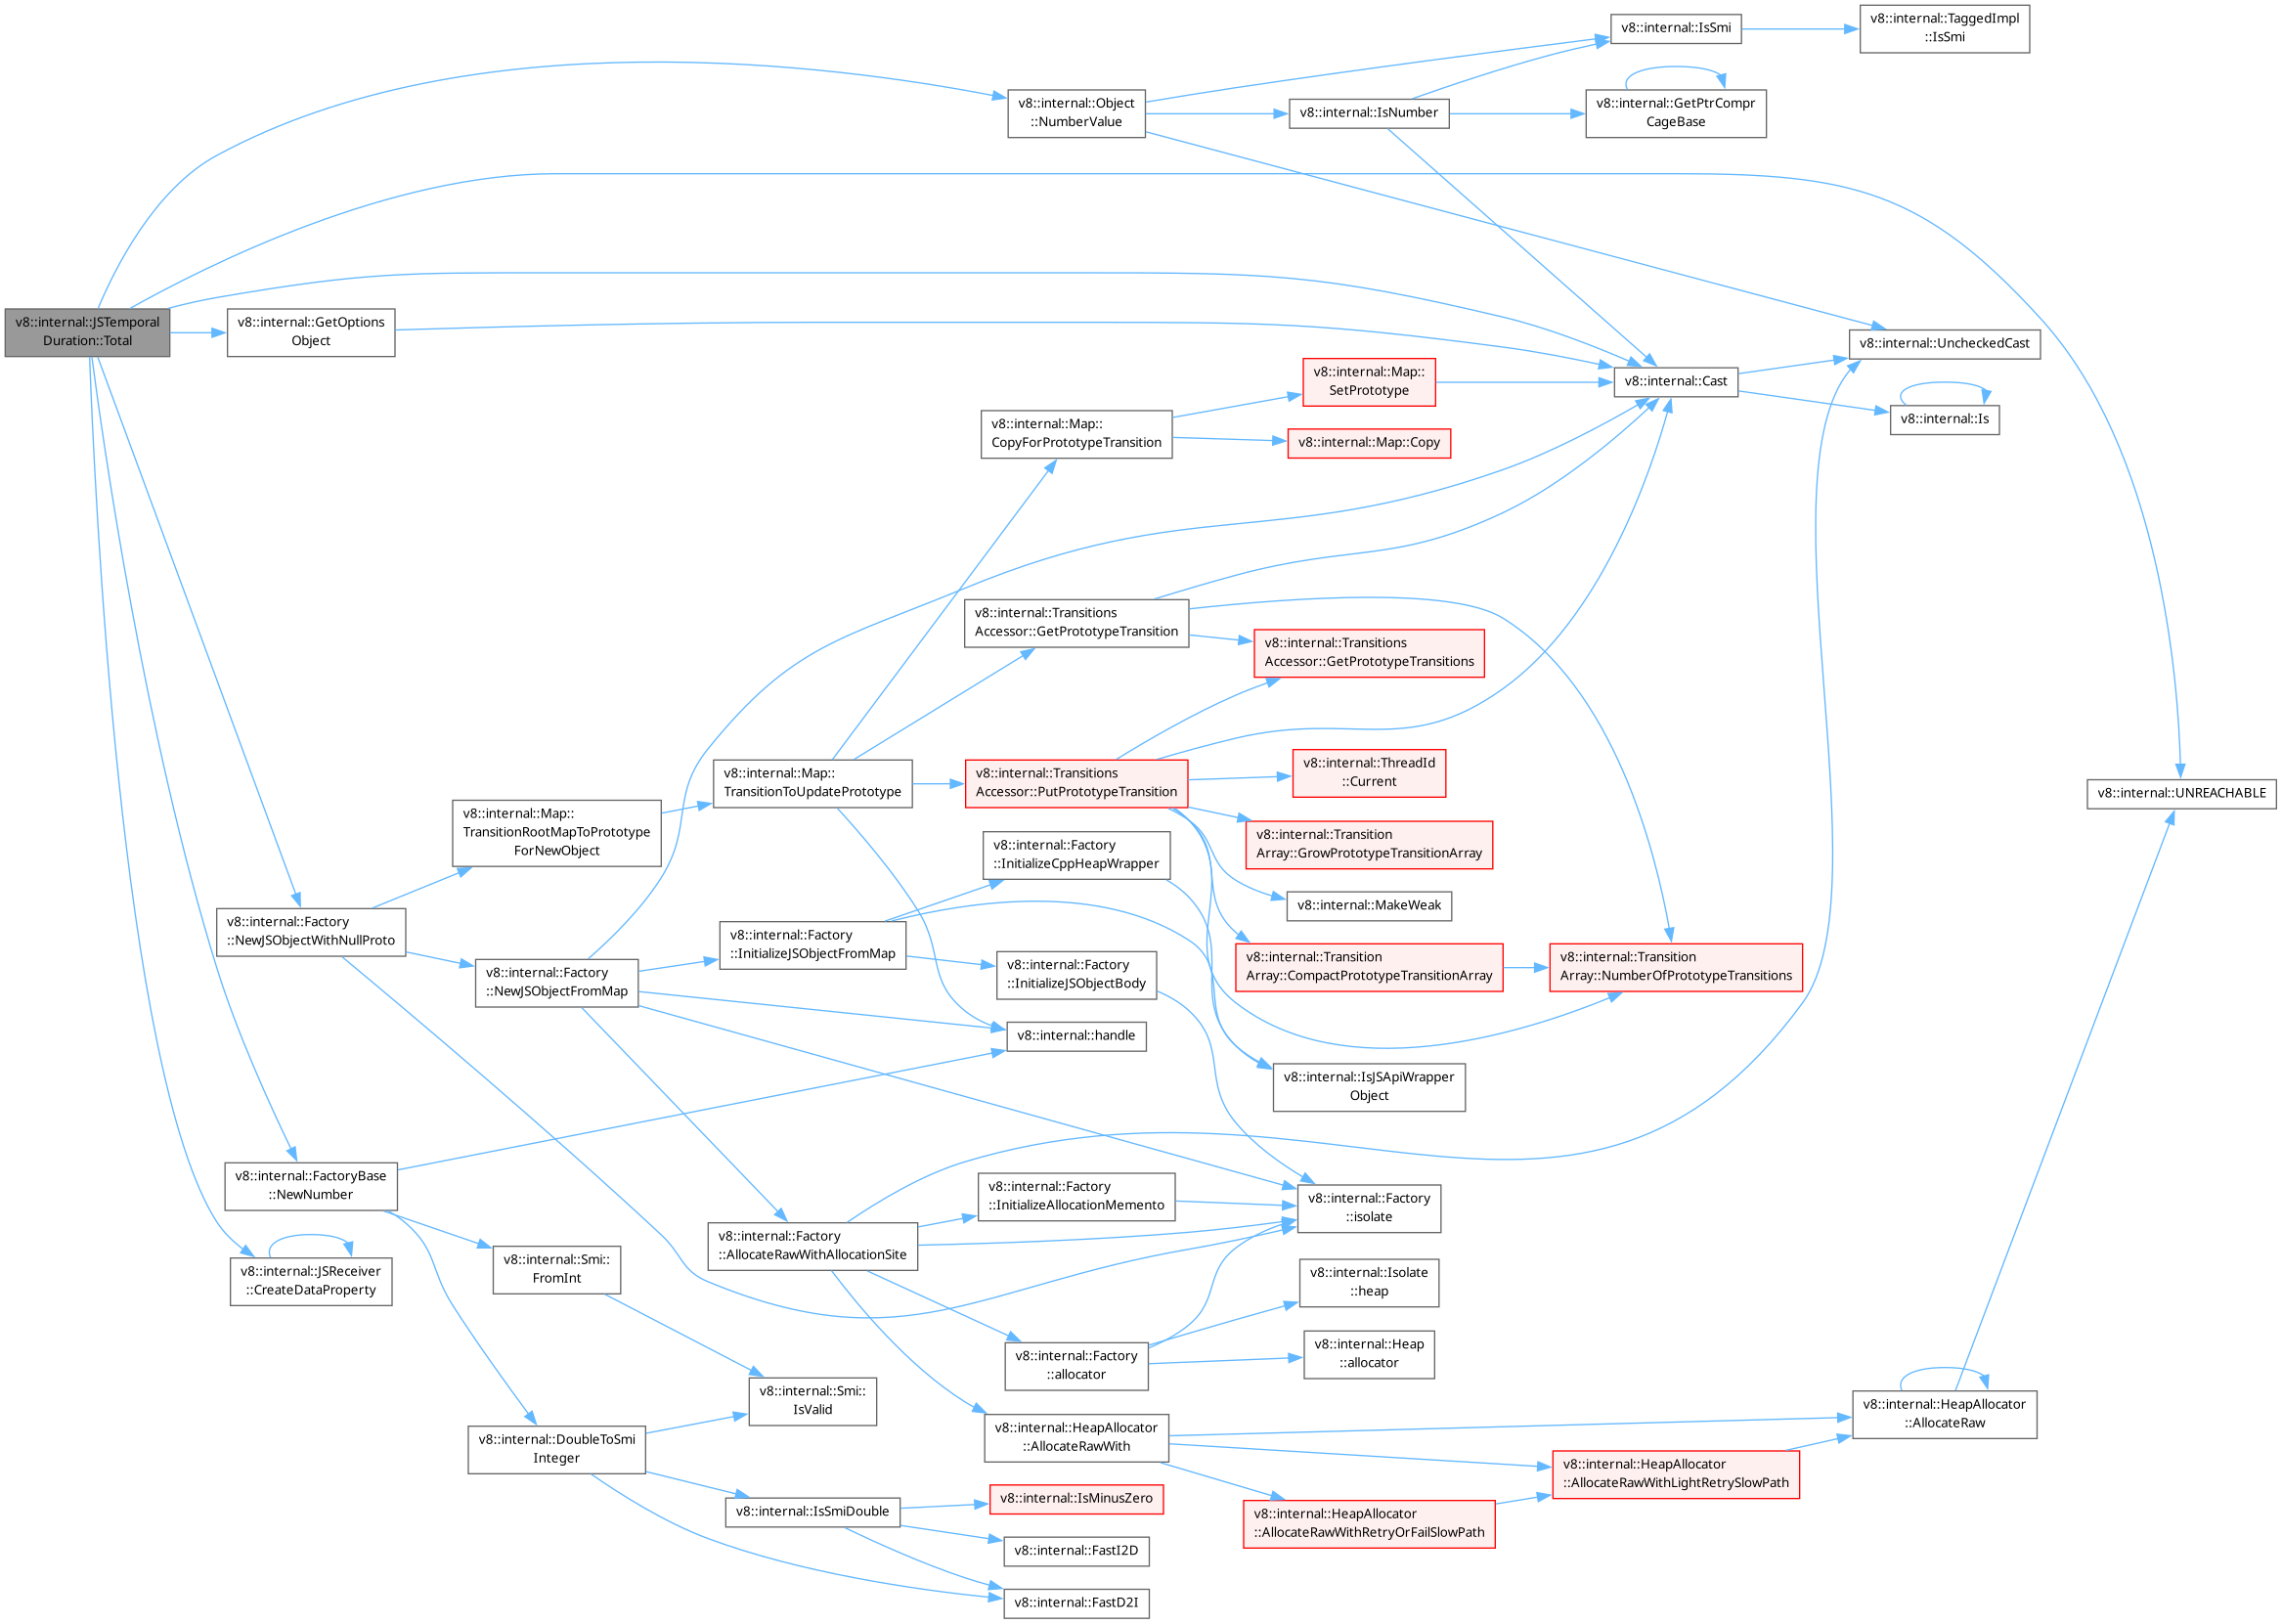 v8::internal::JSTemporal
Duration::Total
v8::internal::GetOptions
Object
v8::internal::Factory
::NewJSObjectWithNullProto
v8::internal::FactoryBase
::NewNumber
v8::internal::JSReceiver
::CreateDataProperty
v8::internal::Map::
TransitionRootMapToPrototype
ForNewObject
v8::internal::Factory
::NewJSObjectFromMap
v8::internal::Smi::
FromInt
v8::internal::DoubleToSmi
Integer
v8::internal::Map::
TransitionToUpdatePrototype
v8::internal::Factory
::InitializeJSObjectFromMap
v8::internal::Factory
::AllocateRawWithAllocationSite
v8::internal::Smi::
IsValid
v8::internal::IsSmiDouble
v8::internal::Object
::NumberValue
v8::internal::Map::
CopyForPrototypeTransition
v8::internal::Transitions
Accessor::GetPrototypeTransition
v8::internal::Transitions
Accessor::PutPrototypeTransition
v8::internal::Factory
::InitializeCppHeapWrapper
v8::internal::Factory
::InitializeJSObjectBody
v8::internal::handle
v8::internal::Factory
::InitializeAllocationMemento
v8::internal::Factory
::allocator
v8::internal::HeapAllocator
::AllocateRawWith
v8::internal::IsMinusZero
v8::internal::FastI2D
v8::internal::FastD2I
v8::internal::IsNumber
v8::internal::Map::
SetPrototype
v8::internal::Map::Copy
v8::internal::Transitions
Accessor::GetPrototypeTransitions
v8::internal::ThreadId
::Current
v8::internal::Transition
Array::GrowPrototypeTransitionArray
v8::internal::MakeWeak
v8::internal::Transition
Array::CompactPrototypeTransitionArray
v8::internal::IsJSApiWrapper
Object
v8::internal::Factory
::isolate
v8::internal::Isolate
::heap
v8::internal::Heap
::allocator
v8::internal::HeapAllocator
::AllocateRawWithRetryOrFailSlowPath
v8::internal::IsSmi
v8::internal::GetPtrCompr
CageBase
v8::internal::Cast
v8::internal::Transition
Array::NumberOfPrototypeTransitions
v8::internal::HeapAllocator
::AllocateRawWithLightRetrySlowPath
v8::internal::TaggedImpl
::IsSmi
v8::internal::UncheckedCast
v8::internal::Is
v8::internal::HeapAllocator
::AllocateRaw
v8::internal::UNREACHABLE